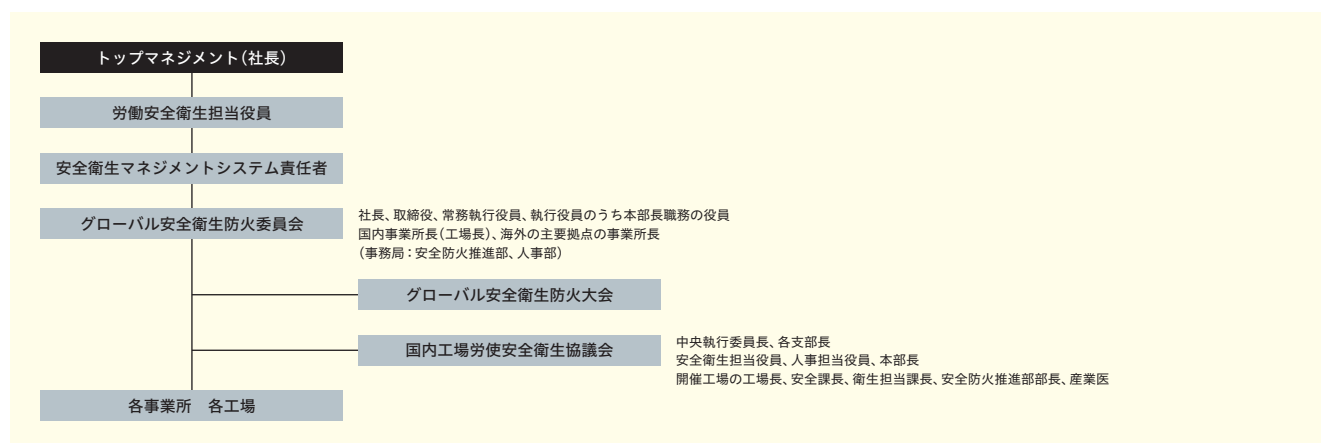 トップマネジメント(社長)
労働安全衛生担当役員
安全衛生マネジメントシステム責任者
グローバル安全衛生防火委員会
社長、取締役、常務執行役員、執行役員のうち本部長職務の役員
国内事業所長(工場長)、海外の主要拠点の事業所長
(事務局:安全防火推進部、人事部)
グローバル安全衛生防火大会
国内工場労使安全衛生協議会
中央執行委員長、各支部長
安全衛生担当役員、人事担当役員、本部長
開催工場の工場長、安全課長、衛生担当課長、安全防火推進部部長、産業医
各事業所　各工場